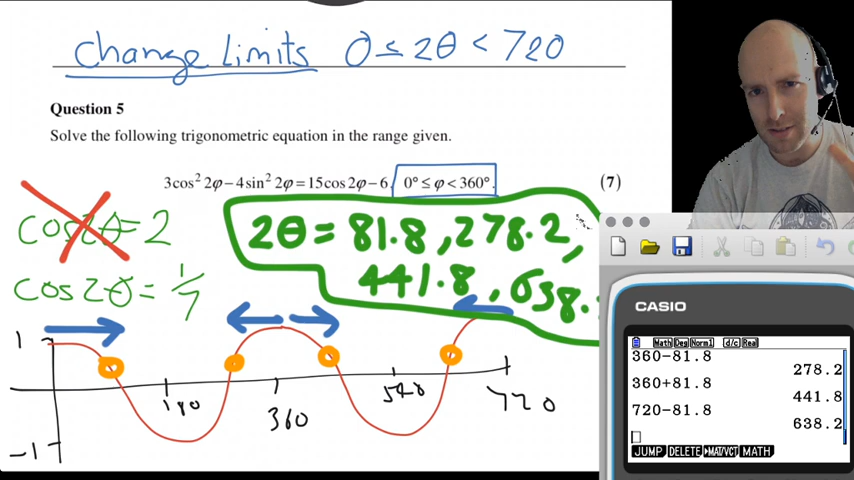 Change Limits 0 ≤ 2θ < 720
Question 5
Solve the following trigonometric equation in the range given.
3cos² 2φ − 4sin² 2φ = 15cos 2φ − 6, 0° ≤ φ < 360°. (7)
cos2θ = 2
2θ = 81.8, 278.2,
441.8, 638.
cos 2θ = 1/7
1
-1
180
360
540
720
CASIO
Math Deg Norm1 d/c Real
360−81.8
278.2
360+81.8
441.8
720−81.8
638.2
JUMP DELETE ▶MAT/VCT MATH